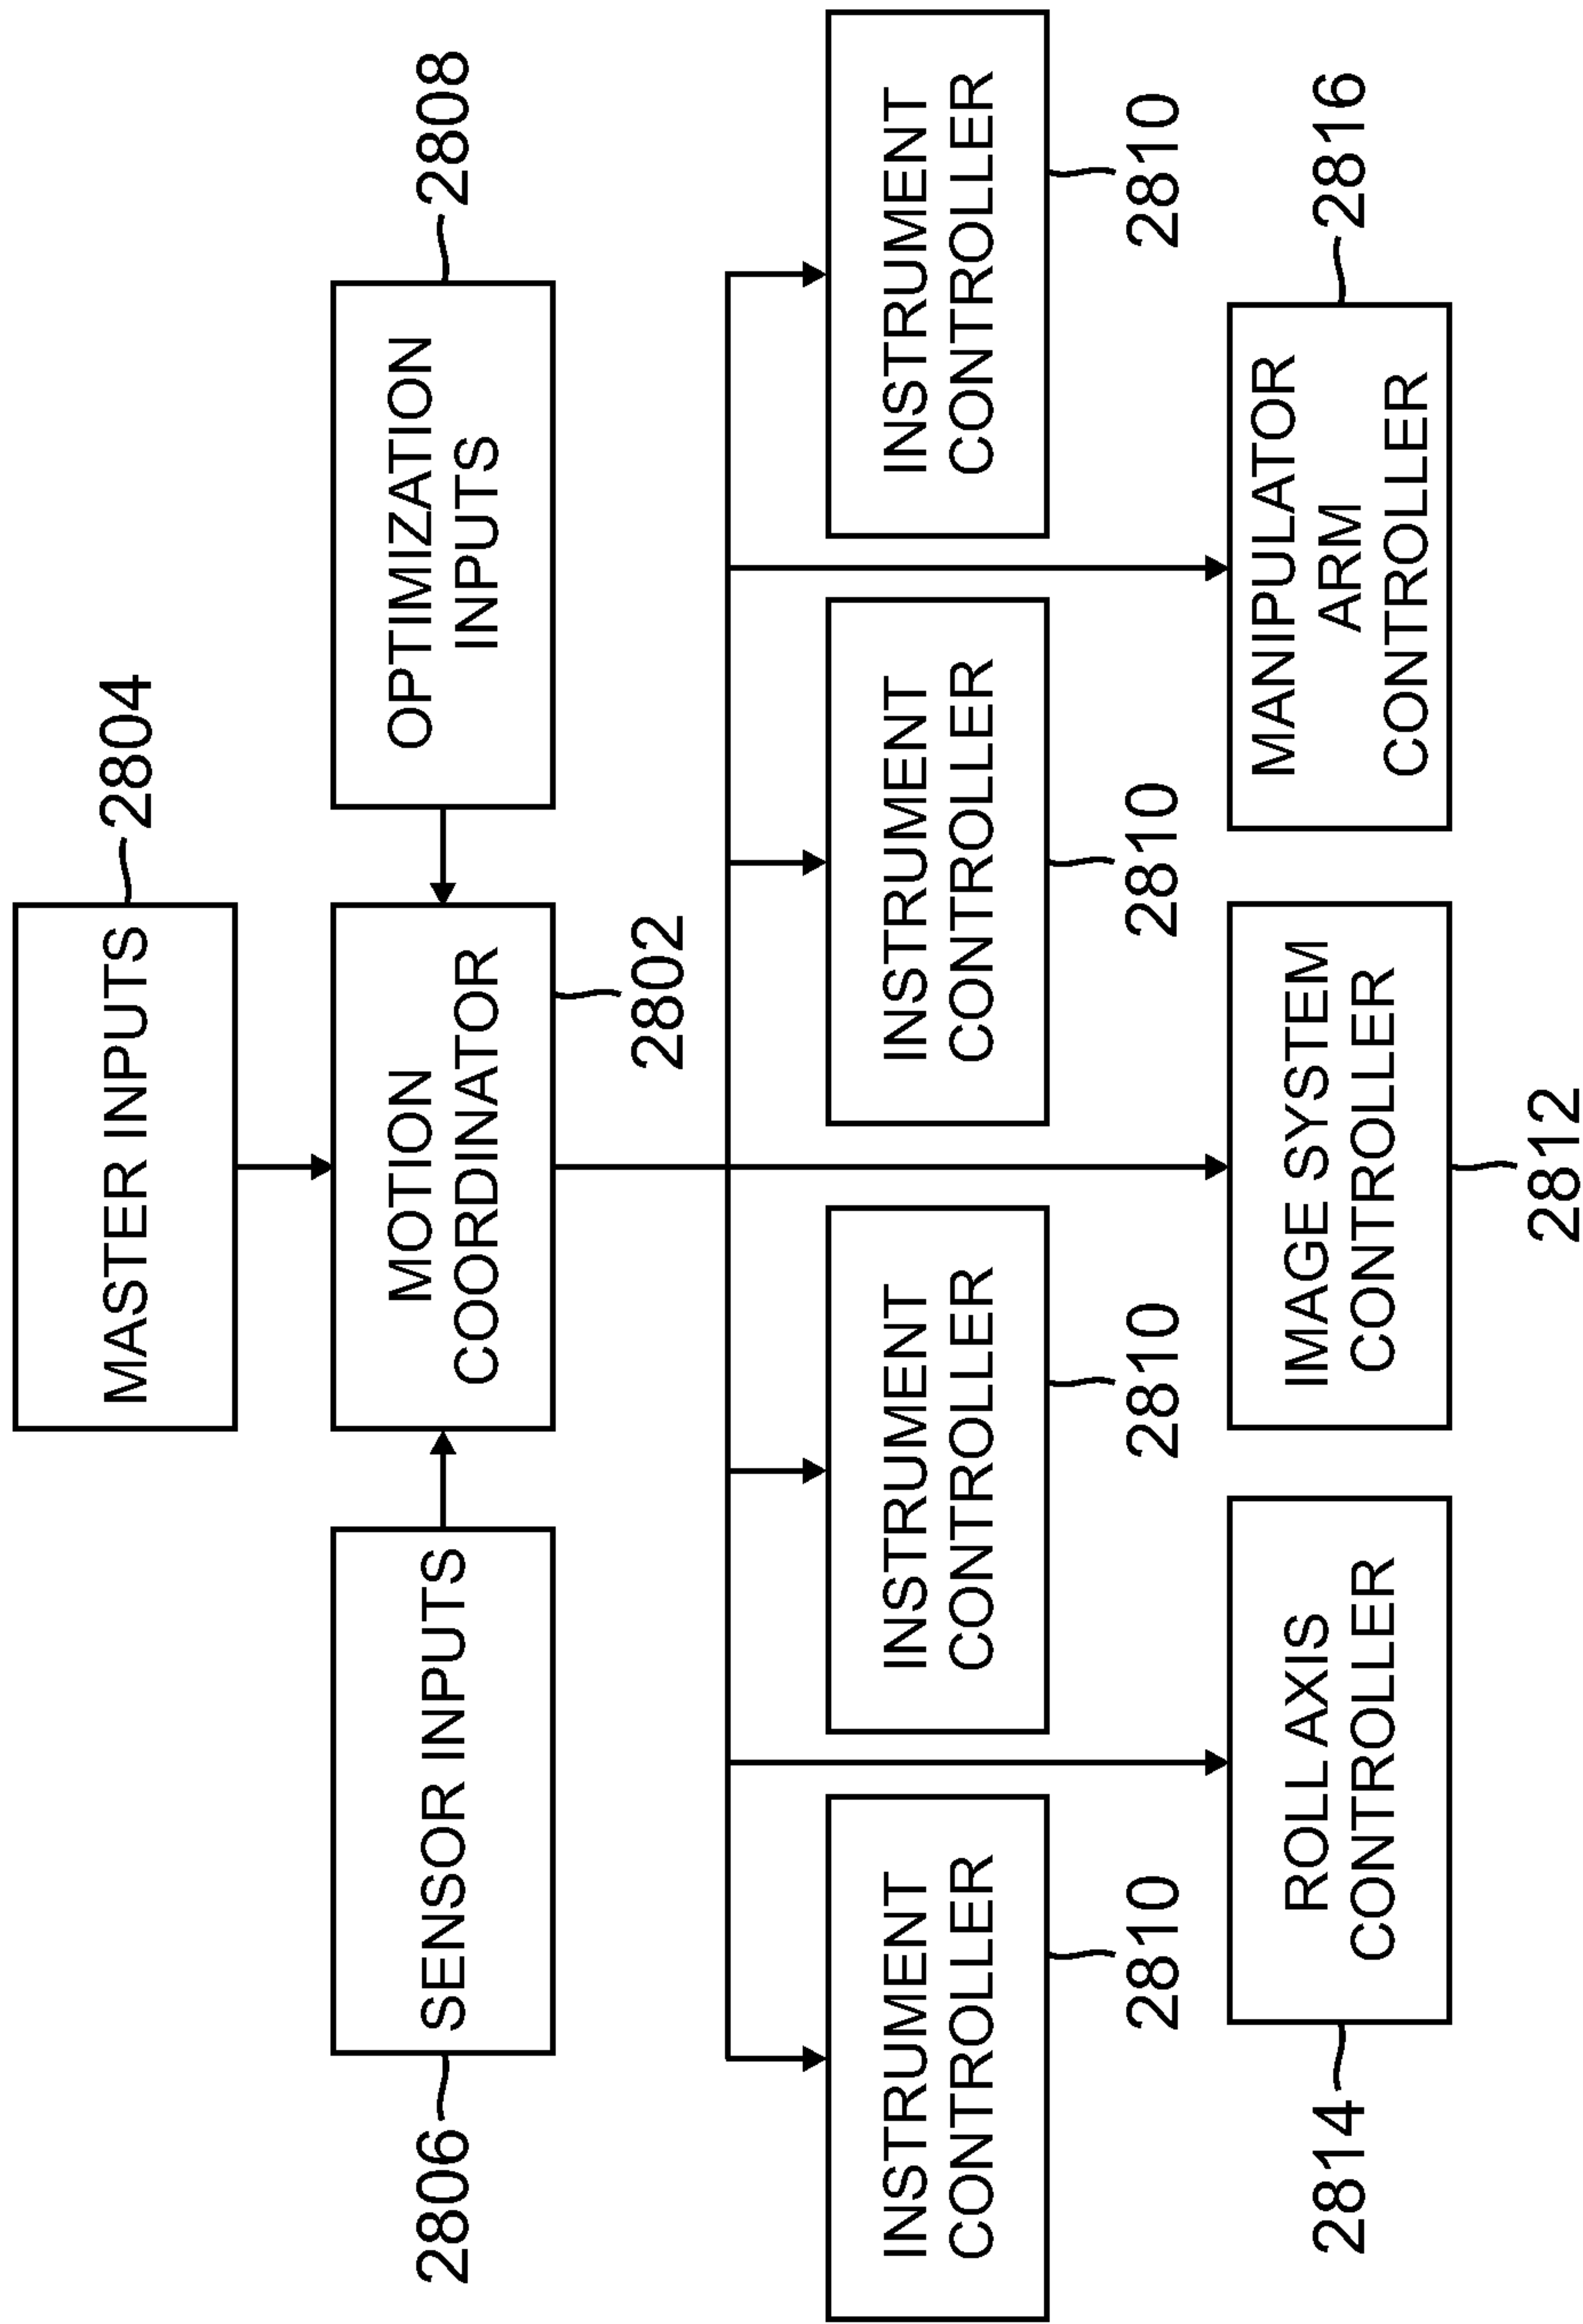 MASTER INPUTS
2804
SENSOR INPUTS
2806
MOTION
COORDINATOR
2802
OPTIMIZATION
INPUTS
2808
INSTRUMENT
CONTROLLER
2810
INSTRUMENT
CONTROLLER
2810
INSTRUMENT
CONTROLLER
2810
INSTRUMENT
CONTROLLER
2810
ROLL AXIS
CONTROLLER
2814
IMAGE SYSTEM
CONTROLLER
2812
MANIPULATOR
ARM
CONTROLLER
2816